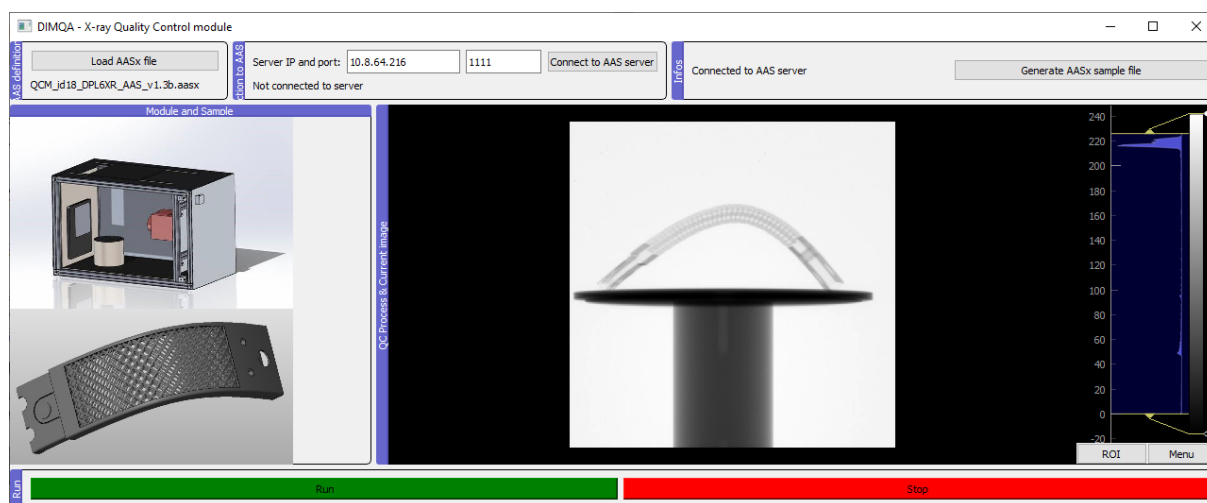 DIMQA - X-ray Quality Control module
AAS definition
Load AASx file
QCM_id18_DPL6XR_AAS_v1.3b.aasx
ction to AAS
Server IP and port:
10.8.64.216
1111
Connect to AAS server
Not connected to server
Infos
Connected to AAS server
Generate AASx sample file
Module and Sample
QC Process & Current image
240
220
200
180
160
140
120
100
80
60
40
20
0
-20
ROI
Menu
Run
Run
Stop